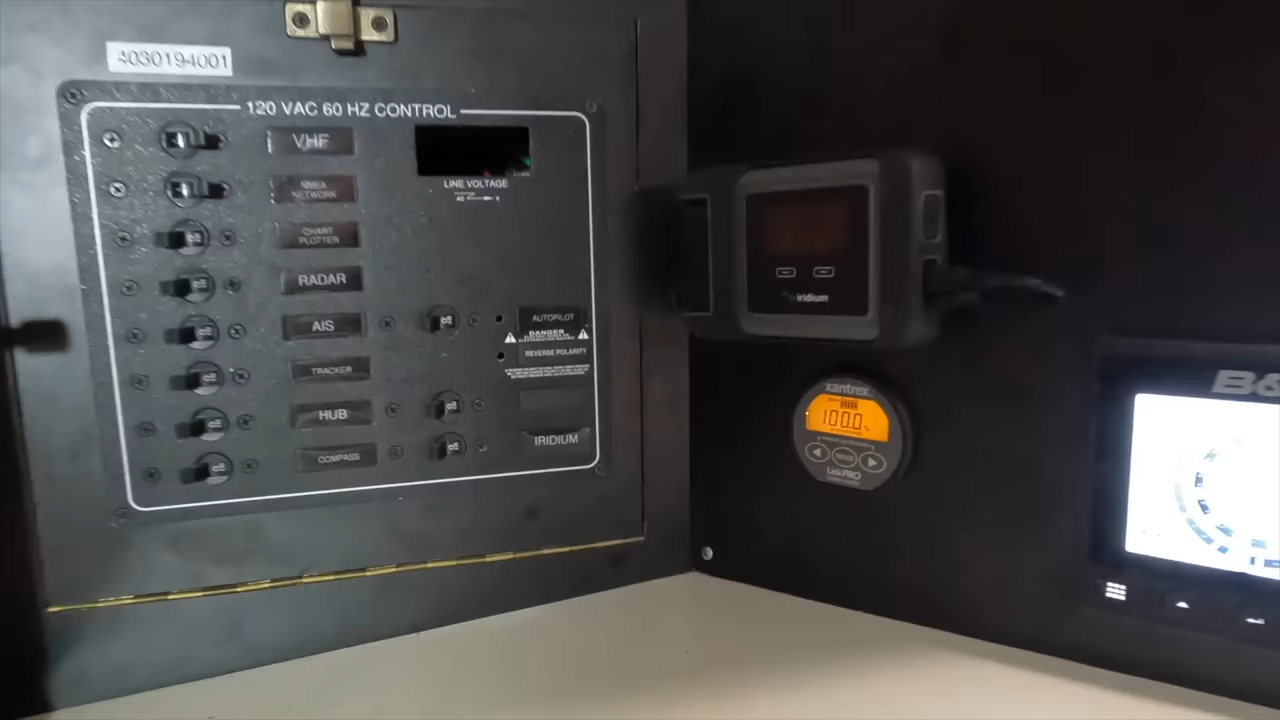 4030194001
120 VAC 60 HZ CONTROL
VHF
NMEA
NETWORK
CHART
PLOTTER
RADAR
AIS
TRACKER
HUB
COMPASS
LINE VOLTAGE
AUTOPILOT
DANGER
REVERSE POLARITY
IRIDIUM
iridium
xantrex
100.0
LinkPRO
B&